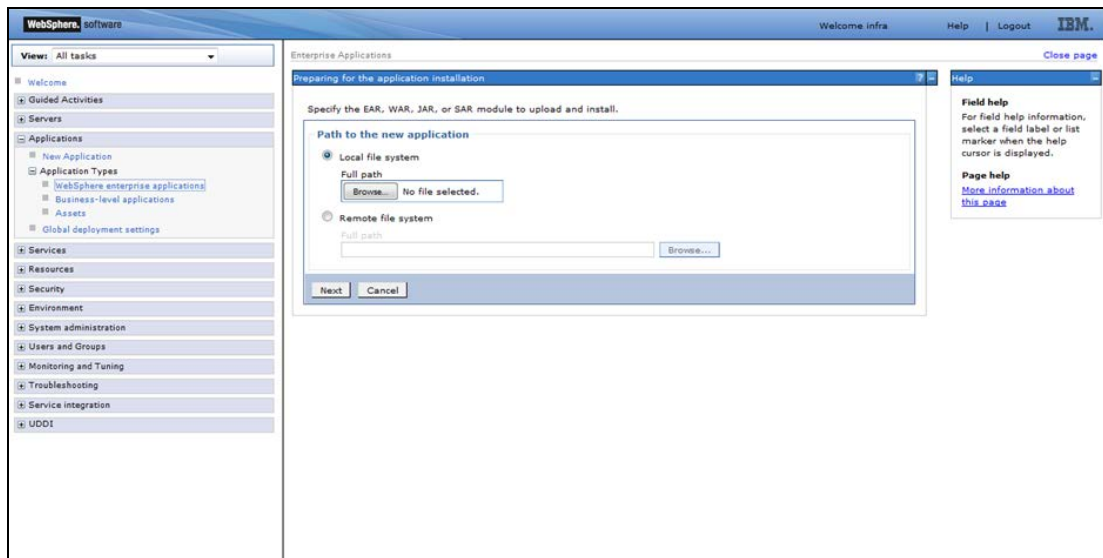 WebSphere. software
Welcome infra
Help | Logout
IBM.
View: All tasks
Welcome
Guided Activities
Servers
Applications
New Application
Application Types
WebSphere enterprise applications
Business-level applications
Assets
Global deployment settings
Services
Resources
Security
Environment
System administration
Users and Groups
Monitoring and Tuning
Troubleshooting
Service integration
UDDI
Enterprise Applications
Close page
Preparing for the application installation
?
Specify the EAR, WAR, JAR, or SAR module to upload and install.
Path to the new application
Local file system
Full path
Browse... No file selected.
Remote file system
Full path
Browse...
Next Cancel
Help
Field help
For field help information,
select a field label or list
marker when the help
cursor is displayed.
Page help
More information about
this page